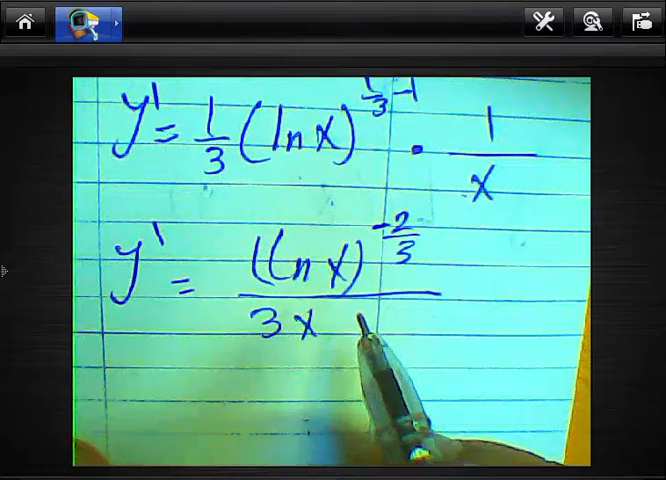 y' = 1/3 (ln x)^(1/3 - 1) · 1/x
y' = ((ln x)^(-2/3))/(3x)